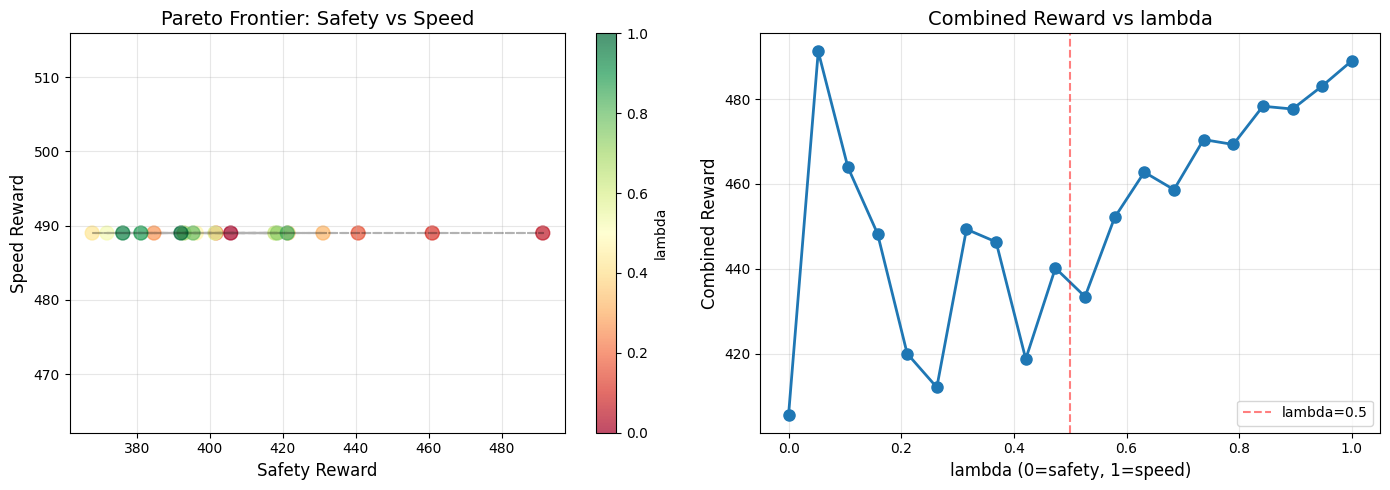 Pareto Frontier: Safety vs Speed
Speed Reward
510
500
490
480
470
380 400 420 440 460 480
Safety Reward
1.0
0.8
0.6
0.4
0.2
0.0
lambda
Combined Reward vs lambda
Combined Reward
480
460
440
420
lambda=0.5
0.0 0.2 0.4 0.6 0.8 1.0
lambda (0=safety, 1=speed)